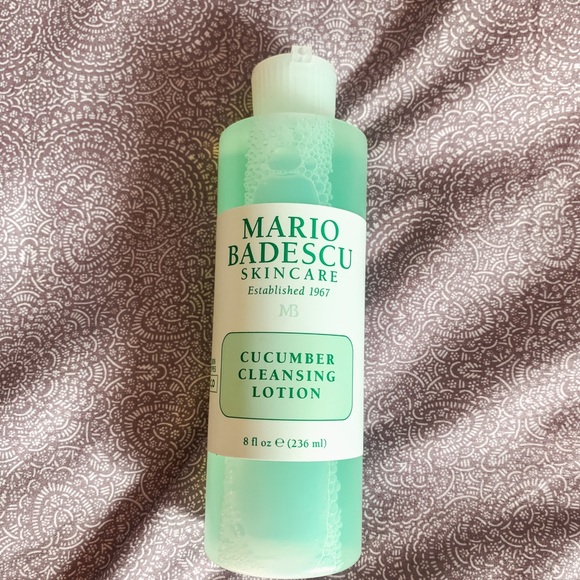 MARIO
BADESCU
SKINCARE
Established 1967
MB
CUCUMBER
CLEANSING
LOTION
8 fl oz ℮ (236 ml)